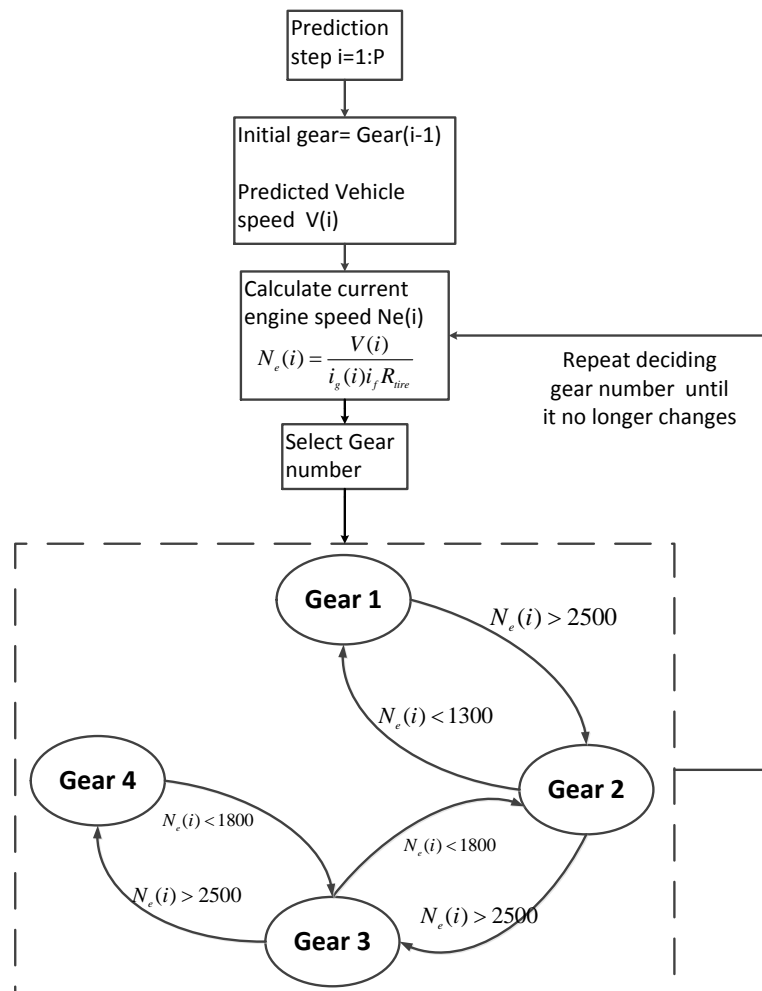 Prediction
step i=1:P
Initial gear= Gear(i-1)
Predicted Vehicle
speed  V(i)
Calculate current
engine speed Ne(i)
N_e(i) = V(i) / (i_g(i) i_f R_tire)
Repeat deciding
gear number  until
it no longer changes
Select Gear
number
Gear 1
N_e(i) > 2500
N_e(i) < 1300
Gear 4
Gear 2
N_e(i) < 1800
N_e(i) < 1800
N_e(i) > 2500
N_e(i) > 2500
Gear 3